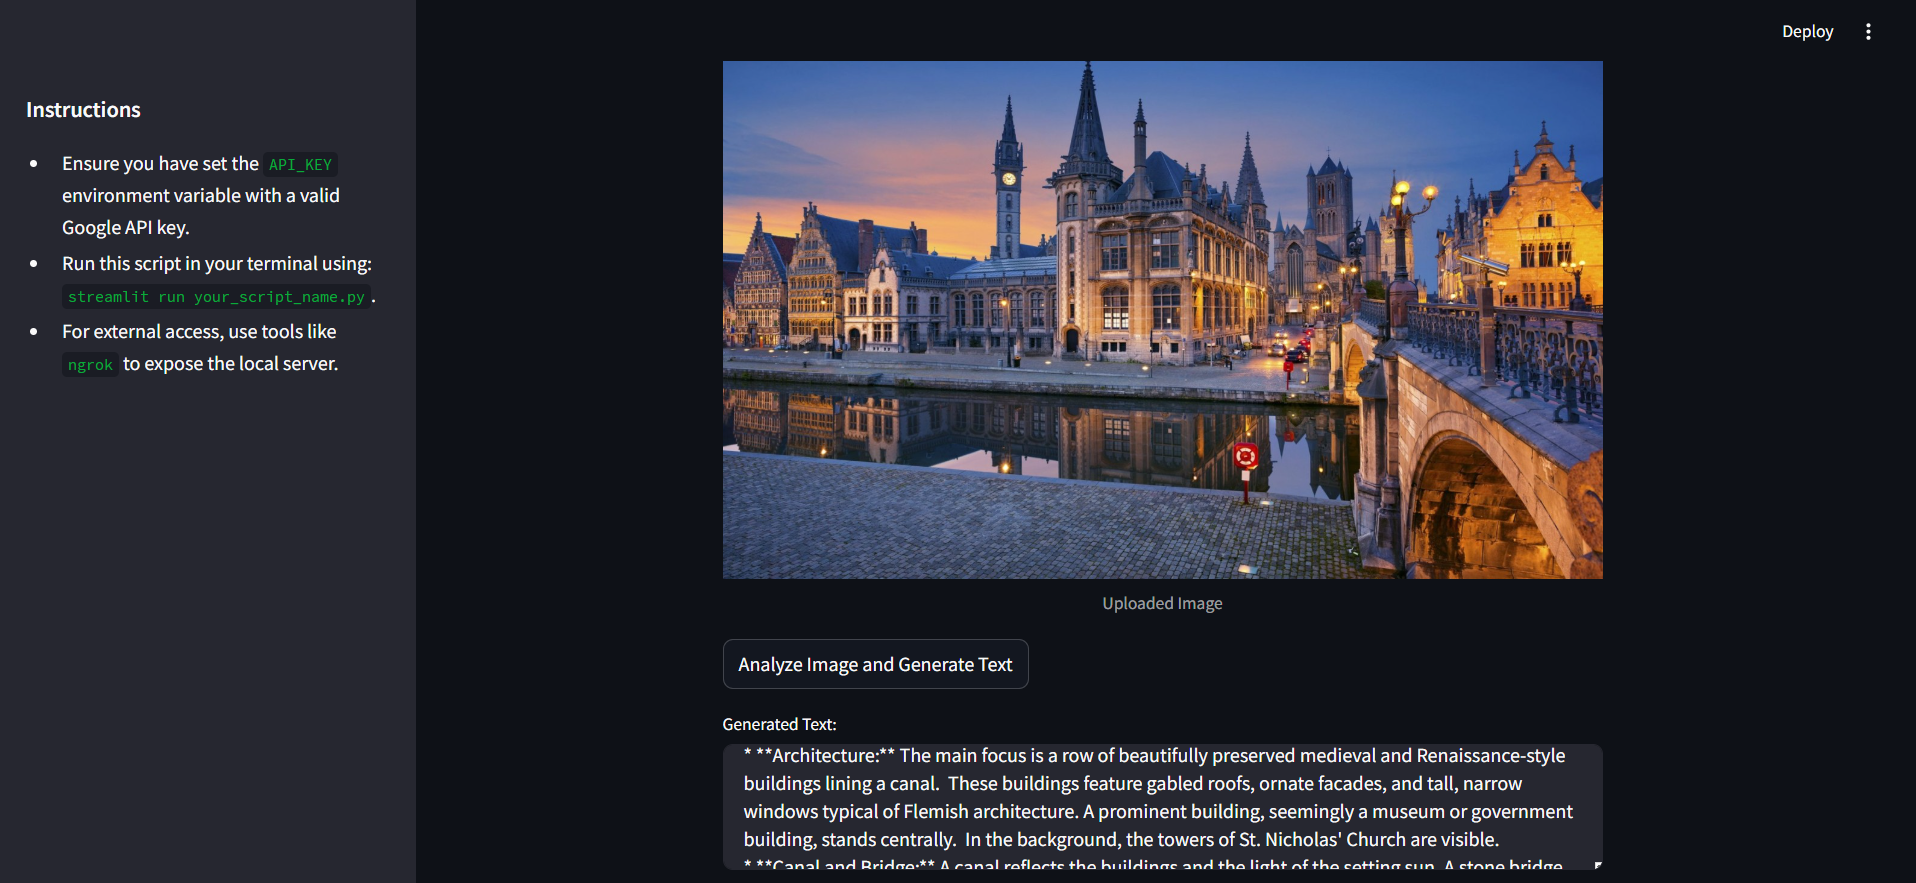 Deploy
Instructions
Ensure you have set the API_KEY
environment variable with a valid
Google API key.
Run this script in your terminal using:
streamlit run your_script_name.py.
For external access, use tools like
ngrok to expose the local server.
Uploaded Image
Analyze Image and Generate Text
Generated Text:
* **Architecture:** The main focus is a row of beautifully preserved medieval and Renaissance-style
buildings lining a canal.  These buildings feature gabled roofs, ornate facades, and tall, narrow
windows typical of Flemish architecture. A prominent building, seemingly a museum or government
building, stands centrally.  In the background, the towers of St. Nicholas' Church are visible.
* **Canal and Bridge:** A canal reflects the buildings and the light of the setting sun. A stone bridge